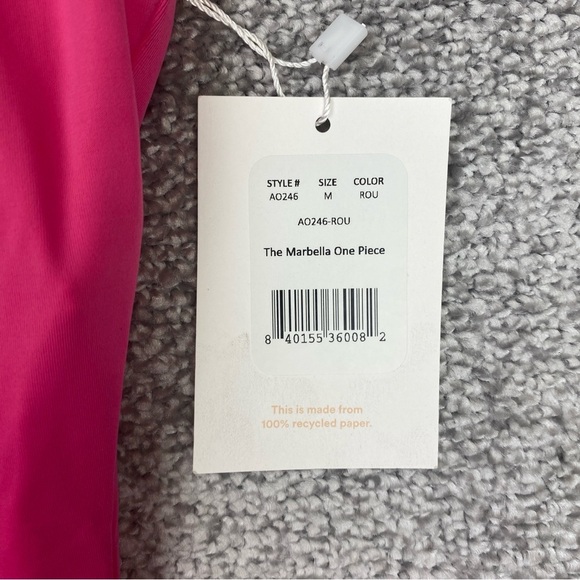 STYLE # SIZE COLOR
AO246 M ROU
AO246-ROU
The Marbella One Piece
8 40155 36008 2
This is made from
100% recycled paper.